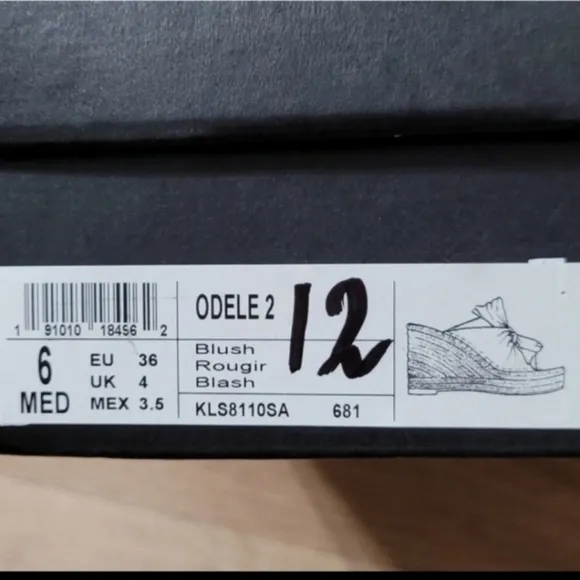 1 91010 18456 2
6
MED
EU 36
UK 4
MEX 3.5
ODELE 2
12
Blush
Rougir
Blash
KLS8110SA 681